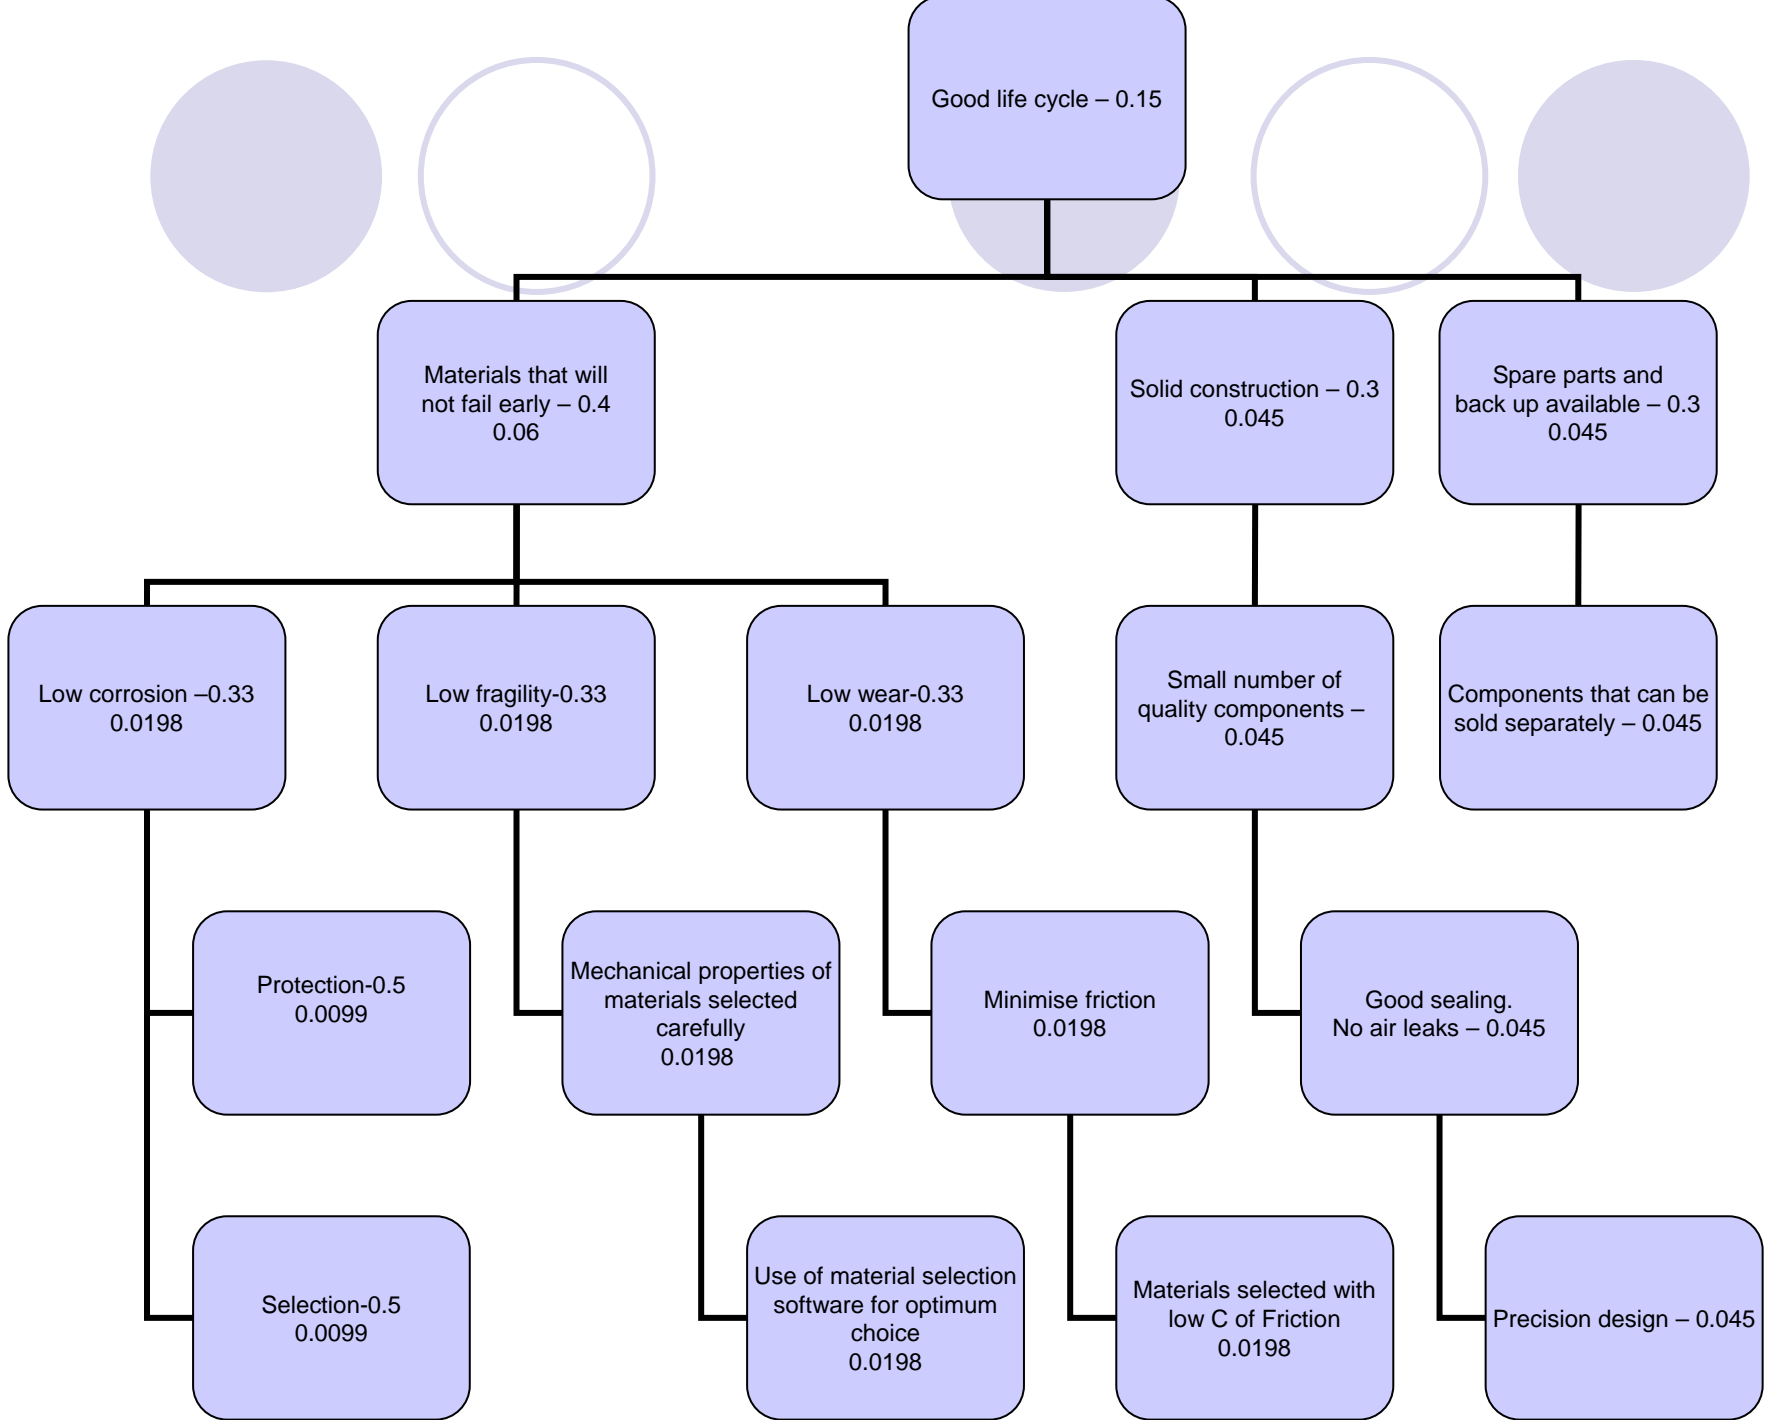 Good life cycle – 0.15
Materials that will
not fail early – 0.4
0.06
Solid construction – 0.3
0.045
Spare parts and
back up available – 0.3
0.045
Low corrosion –0.33
0.0198
Low fragility-0.33
0.0198
Low wear-0.33
0.0198
Small number of
quality components –
0.045
Components that can be
sold separately – 0.045
Protection-0.5
0.0099
Mechanical properties of
materials selected
carefully
0.0198
Minimise friction
0.0198
Good sealing.
No air leaks – 0.045
Selection-0.5
0.0099
Use of material selection
software for optimum
choice
0.0198
Materials selected with
low C of Friction
0.0198
Precision design – 0.045